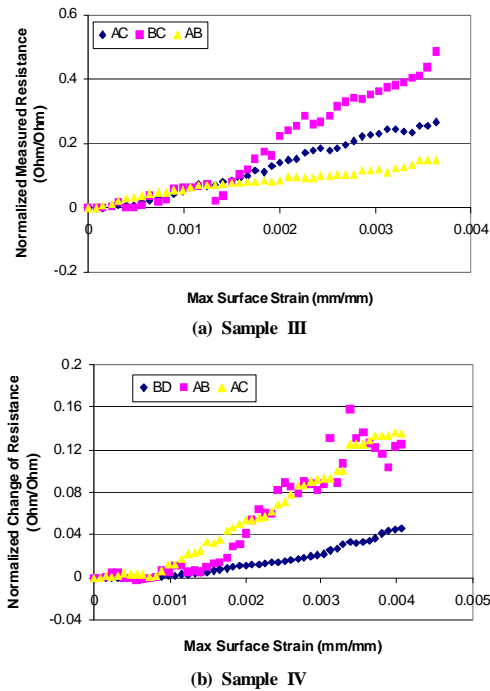 0.6
AC BC AB
0.4
0.2
0
-0.2
Normalized Measured Resistance
(Ohm/Ohm)
0 0.001 0.002 0.003 0.004
Max Surface Strain (mm/mm)
(a) Sample III
0.2
BD AB AC
0.16
0.12
0.08
0.04
0
-0.04
Normalized Change of Resistance
(Ohm/Ohm)
0 0.001 0.002 0.003 0.004 0.005
Max Surface Strain (mm/mm)
(b) Sample IV